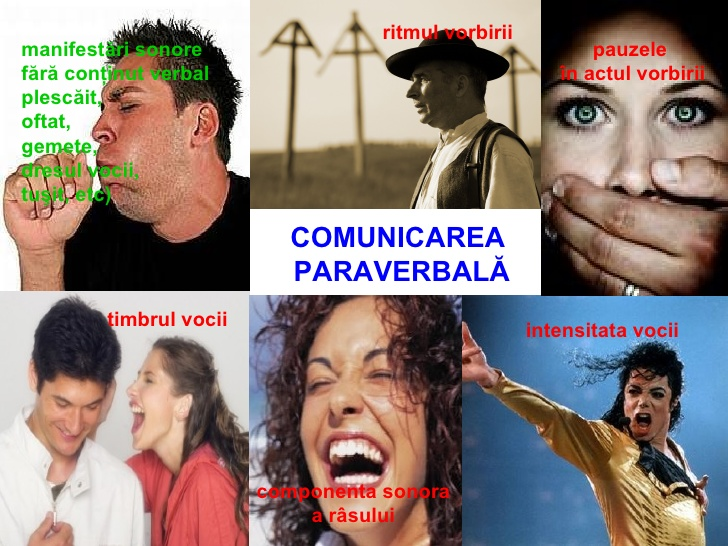 manifestări sonore
fără conținut verbal
plescăit,
oftat,
gemete,
dresul vocii,
tușit, etc)
ritmul vorbirii
pauzele
în actul vorbirii
COMUNICAREA
PARAVERBALĂ
timbrul vocii
componenta sonora
a râsului
intensitata vocii